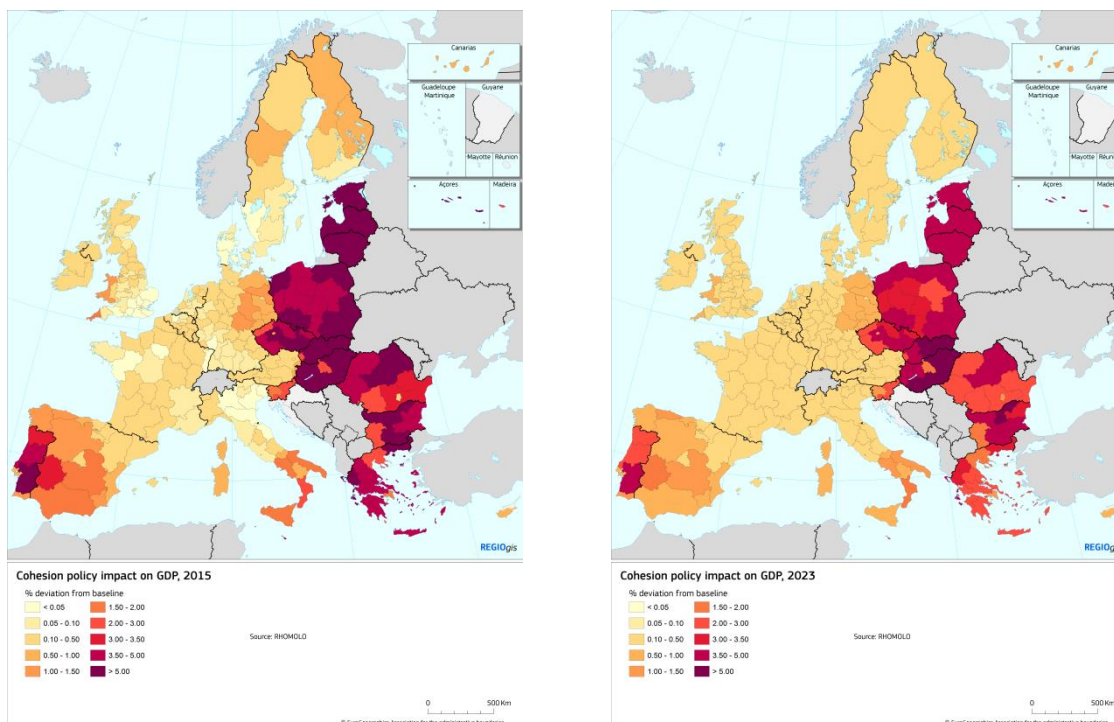 Canarias
Guadeloupe
Martinique
Guyane
Mayotte
Réunion
Açores
Madeira
REGIOgis
Cohesion policy impact on GDP, 2015
% deviation from baseline
< 0.05
0.05 - 0.10
0.10 - 0.50
0.50 - 1.00
1.00 - 1.50
1.50 - 2.00
2.00 - 3.00
3.00 - 3.50
3.50 - 5.00
> 5.00
Source: RHOMOLO
0 500 Km
Canarias
Guadeloupe
Martinique
Guyane
Mayotte
Réunion
Açores
Madeira
REGIOgis
Cohesion policy impact on GDP, 2023
% deviation from baseline
< 0.05
0.05 - 0.10
0.10 - 0.50
0.50 - 1.00
1.00 - 1.50
1.50 - 2.00
2.00 - 3.00
3.00 - 3.50
3.50 - 5.00
> 5.00
Source: RHOMOLO
0 500 Km